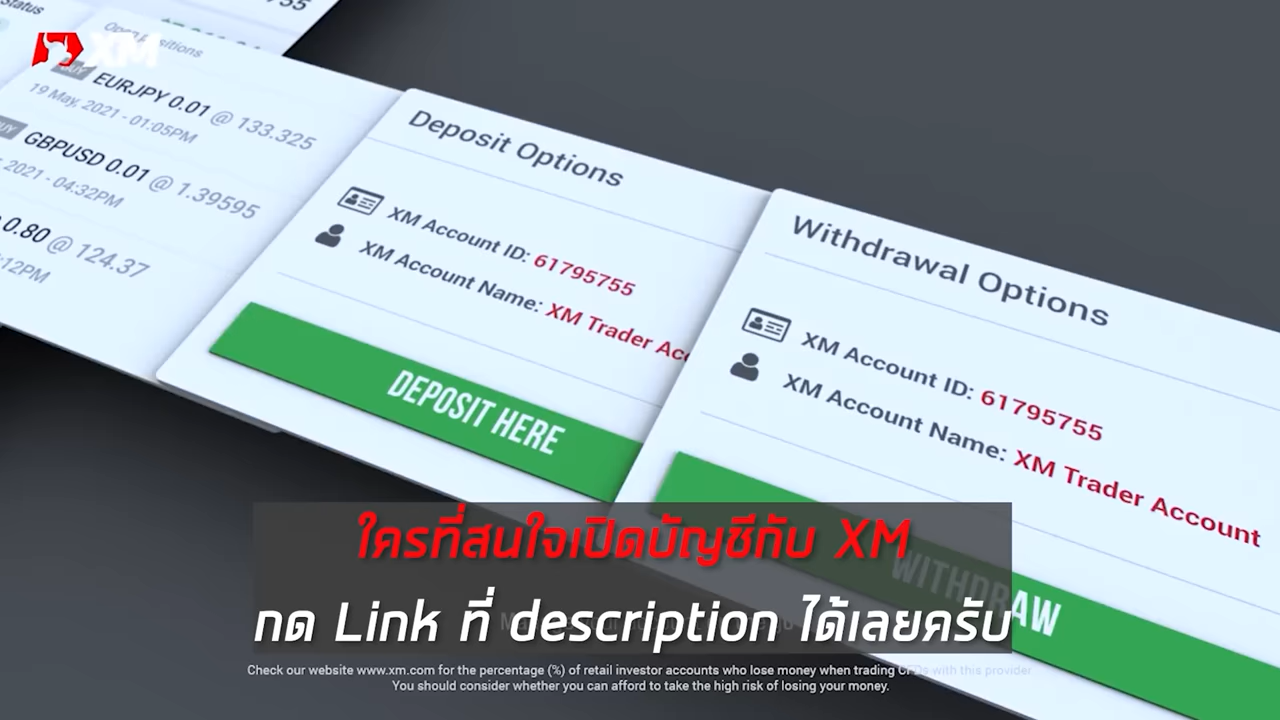 Status
XM
Open Positions
BUY EURJPY 0.01 @ 133.325
19 May, 2021 - 01:05PM
GBPUSD 0.01 @ 1.39595
2021 - 04:32PM
0.80 @ 124.37
:12PM
Deposit Options
XM Account ID: 61795755
XM Account Name: XM Trader Acc
DEPOSIT HERE
Withdrawal Options
XM Account ID: 61795755
XM Account Name: XM Trader Account
WITHDRAW
ใครที่สนใจเปิดบัญชีกับ XM
กด Link ที่ description ได้เลยครับ
Check our website www.xm.com for the percentage (%) of retail investor accounts who lose money when trading CFDs with this provider.
You should consider whether you can afford to take the high risk of losing your money.